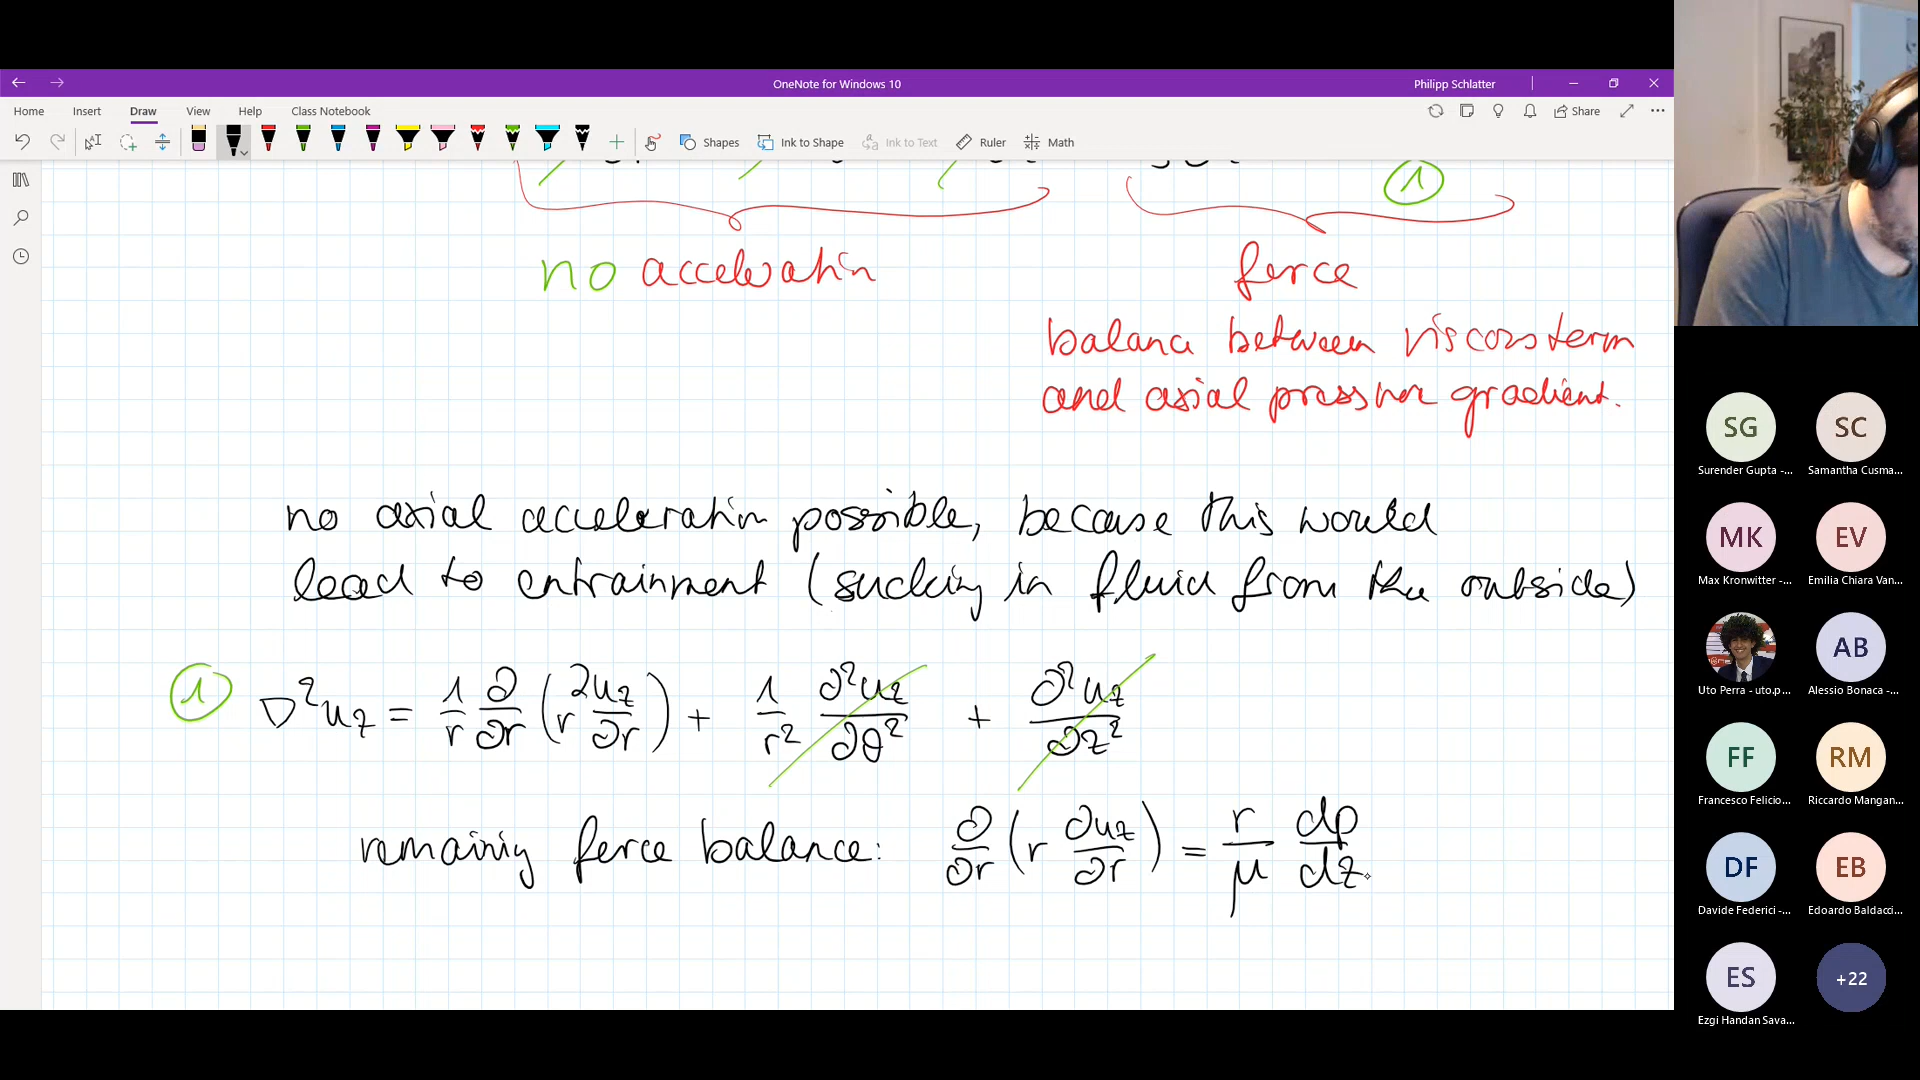 OneNote for Windows 10
Philipp Schlatter
Home Insert Draw View Help Class Notebook
Share
Shapes Ink to Shape Ink to Text Ruler Math
1
no acceleration
force
balance between viscous term
and axial pressure gradient.
no axial acceleration possible, because this would
lead to entrainment (sucking in fluid from the outside)
① ∇²u_z = 1/r ∂/∂r (r ∂u_z/∂r) + 1/r² ∂²u_z/∂θ² + ∂²u_z/∂z²
remaining force balance: ∂/∂r (r ∂u_z/∂r) = r/μ dp/dz
SG SC
Surender Gupta -... Samantha Cusma...
MK EV
Max Kronwitter -... Emilia Chiara Van...
AB
Uto Perra - uto.p... Alessio Bonaca -...
FF RM
Francesco Felicio... Riccardo Mangan...
DF EB
Davide Federici -... Edoardo Baldacci...
ES +22
Ezgi Handan Sava...